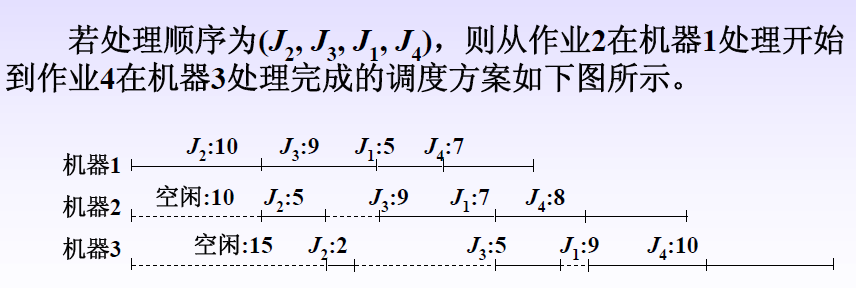 若处理顺序为(J2, J3, J1, J4)，则从作业2在机器1处理开始
到作业4在机器3处理完成的调度方案如下图所示。
机器1 J2:10 J3:9 J1:5 J4:7
机器2 空闲:10 J2:5 J3:9 J1:7 J4:8
机器3 空闲:15 J2:2 J3:5 J1:9 J4:10